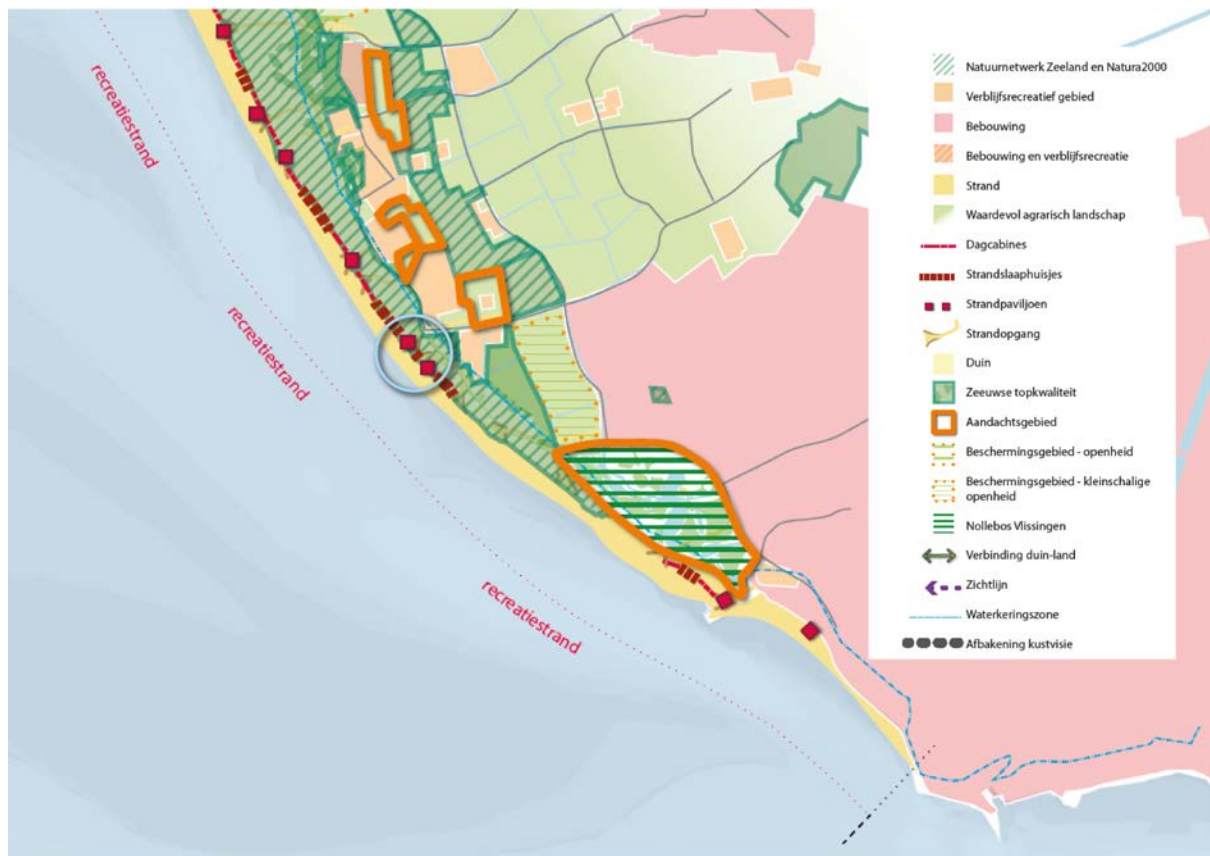 recreatiestrand
recreatiestrand
recreatiestrand
Natuurnetwerk Zeeland en Natura2000
Verblijfsrecreatief gebied
Bebouwing
Bebouwing en verblijfsrecreatie
Strand
Waardevol agrarisch landschap
Dagcabines
Strandslaaphuisjes
Strandpaviljoen
Strandopgang
Duin
Zeeuwse topkwaliteit
Aandachtsgebied
Beschermingsgebied - openheid
Beschermingsgebied - kleinschalige
openheid
Nollebos Vlissingen
Verbinding duin-land
Zichtlijn
Waterkeringszone
Afbakening kustvisie